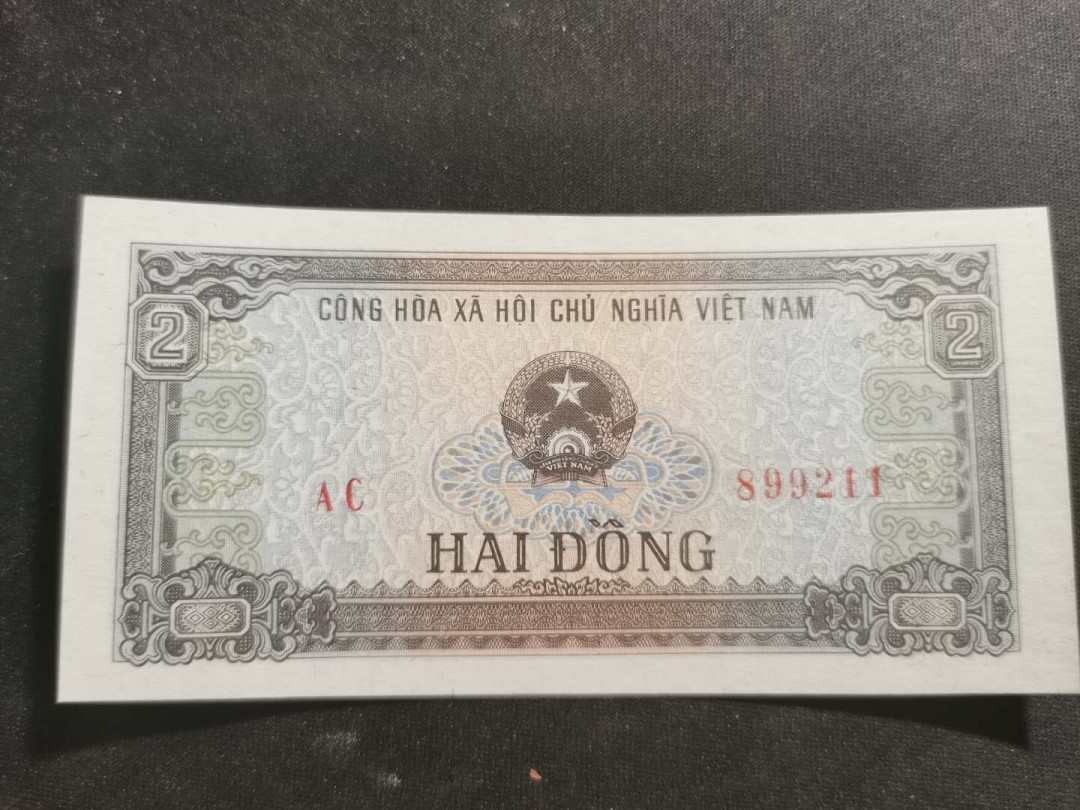 CỘNG HÒA XÃ HỘI CHỦ NGHĨA VIỆT NAM
2 2
VIỆT NAM
AC 899211
HAI ĐỒNG